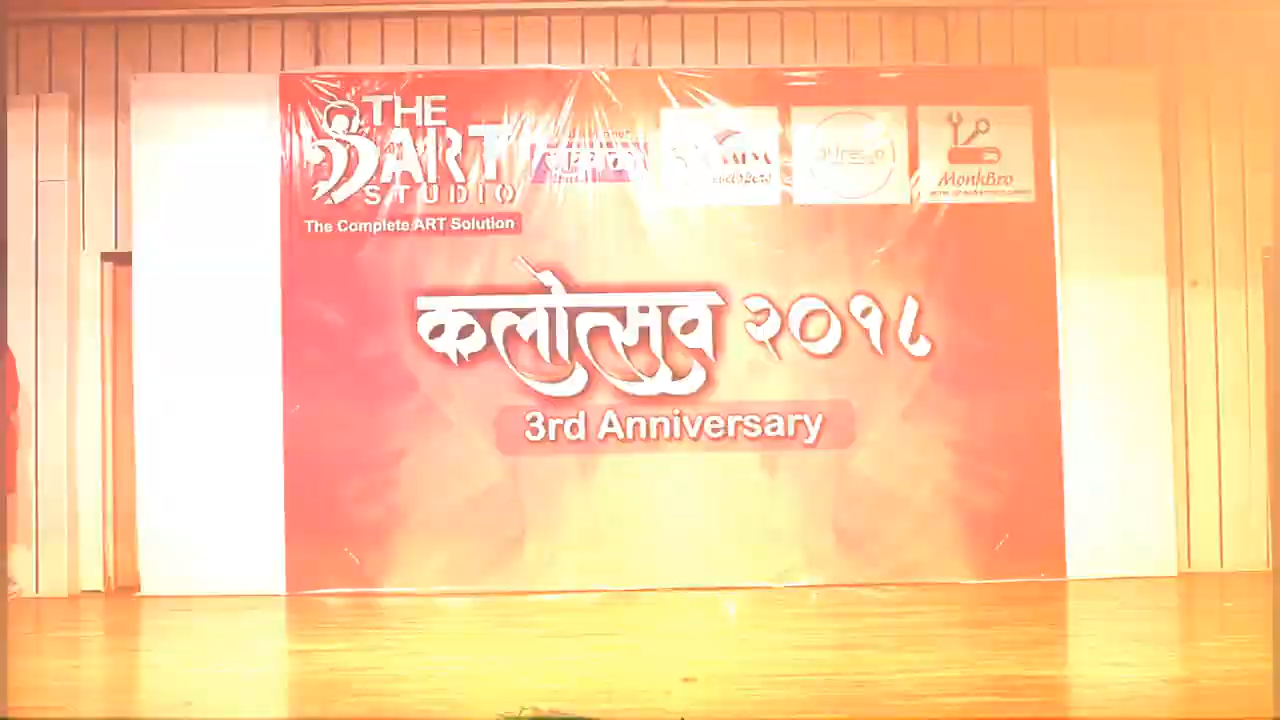 THE
ART
STUDIO
The Complete ART Solution
MonkBro
कलोत्सव २०१८
3rd Anniversary